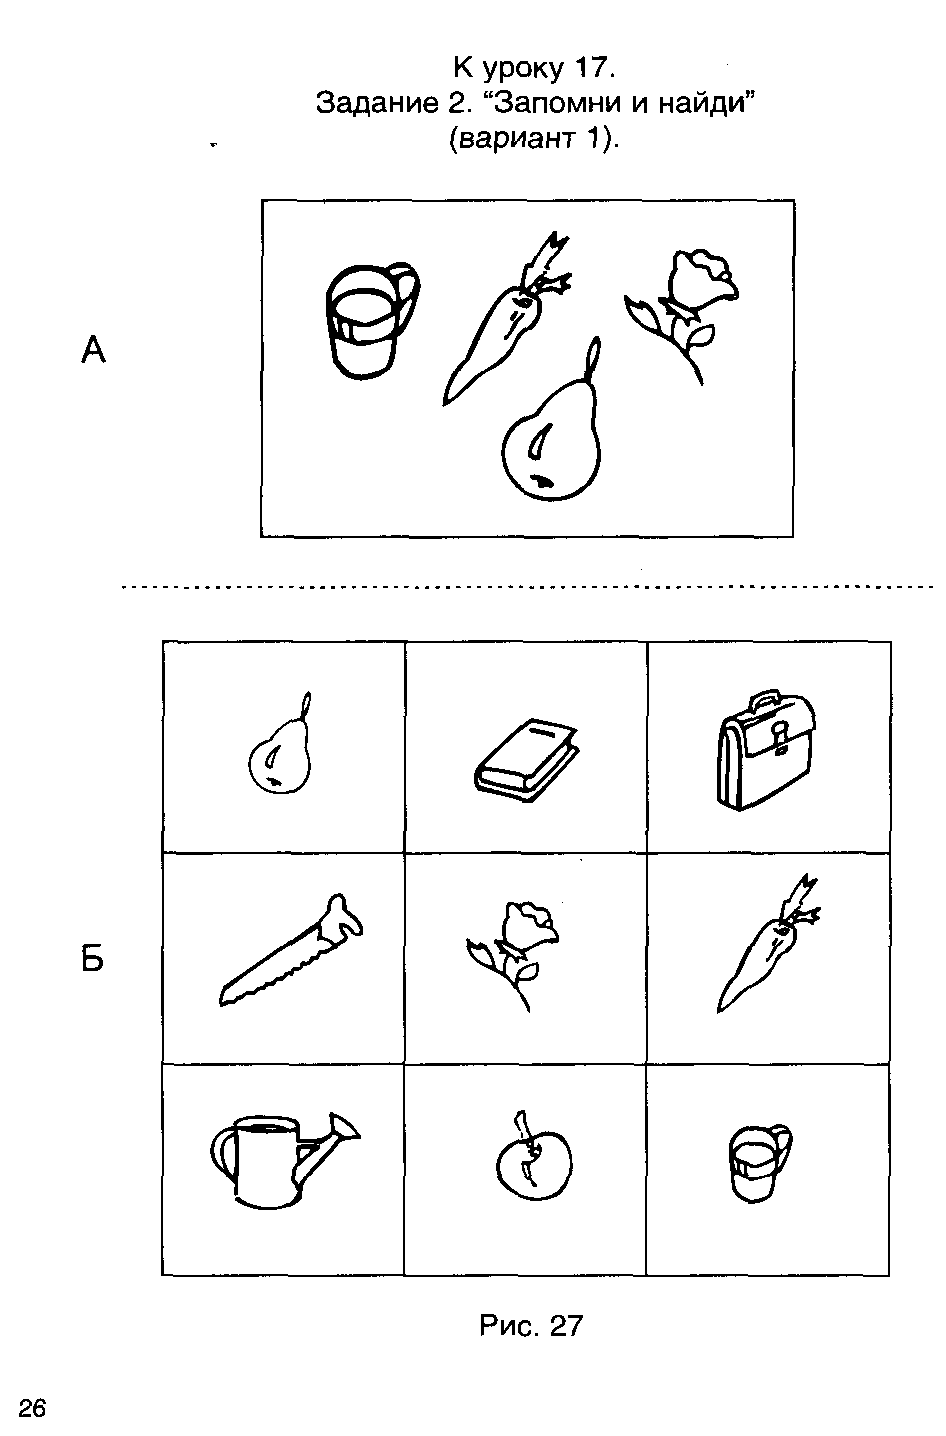 К уроку 17.
Задание 2. “Запомни и найди”
(вариант 1).
А
Б
Рис. 27
26